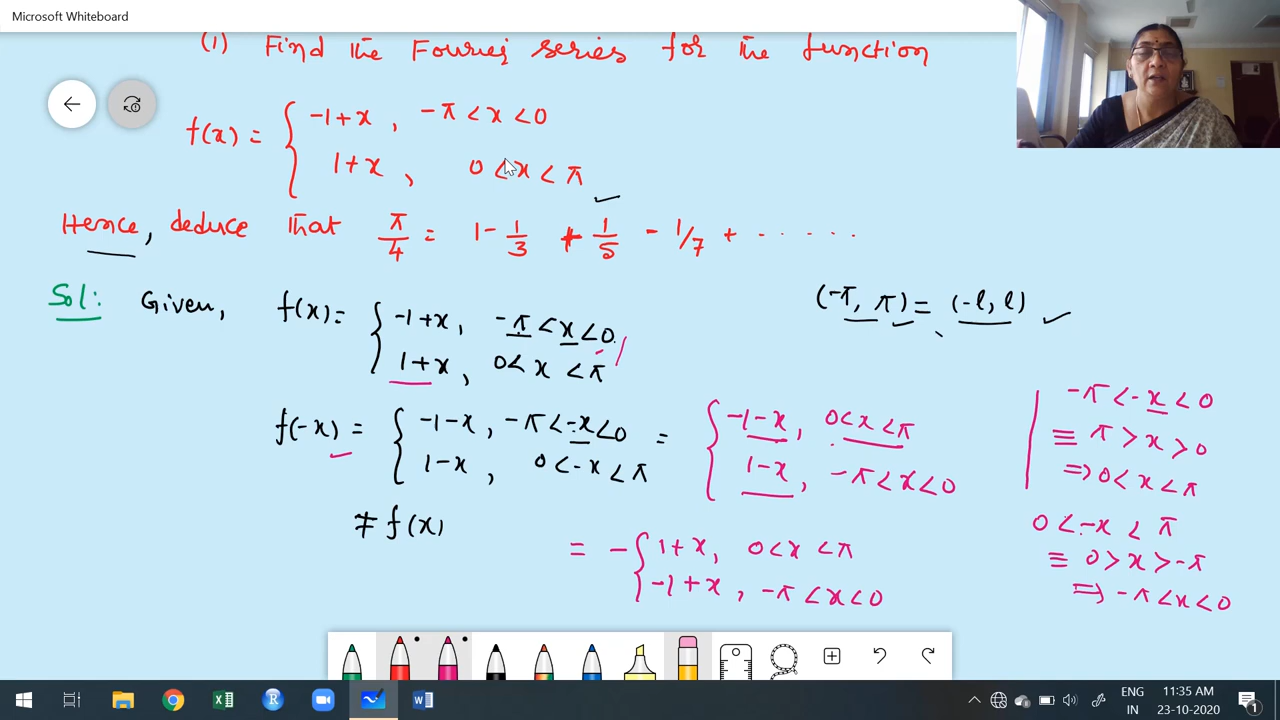 Microsoft Whiteboard
(1) Find the Fourier series for the function
f(x) = { -1+x , -π < x < 0
1+x , 0 < x < π
Hence, deduce that π/4 = 1 - 1/3 + 1/5 - 1/7 + ......
Sol: Given, f(x) = { -1+x, -π < x < 0.
1+x, 0 < x < π
(-π, π) = (-l, l)
f(-x) = { -1-x, -π < -x < 0 = { -1-x, 0 < x < π
1-x, 0 < -x < π { 1-x, -π < x < 0
≠ f(x)
= - { 1+x, 0 < x < π
-1+x, -π < x < 0
-π < -x < 0
≡ π > x > 0
⇒ 0 < x < π
0 < -x < π
≡ 0 > x > -π
⇒ -π < x < 0
ENG
IN
11:35 AM
23-10-2020
1